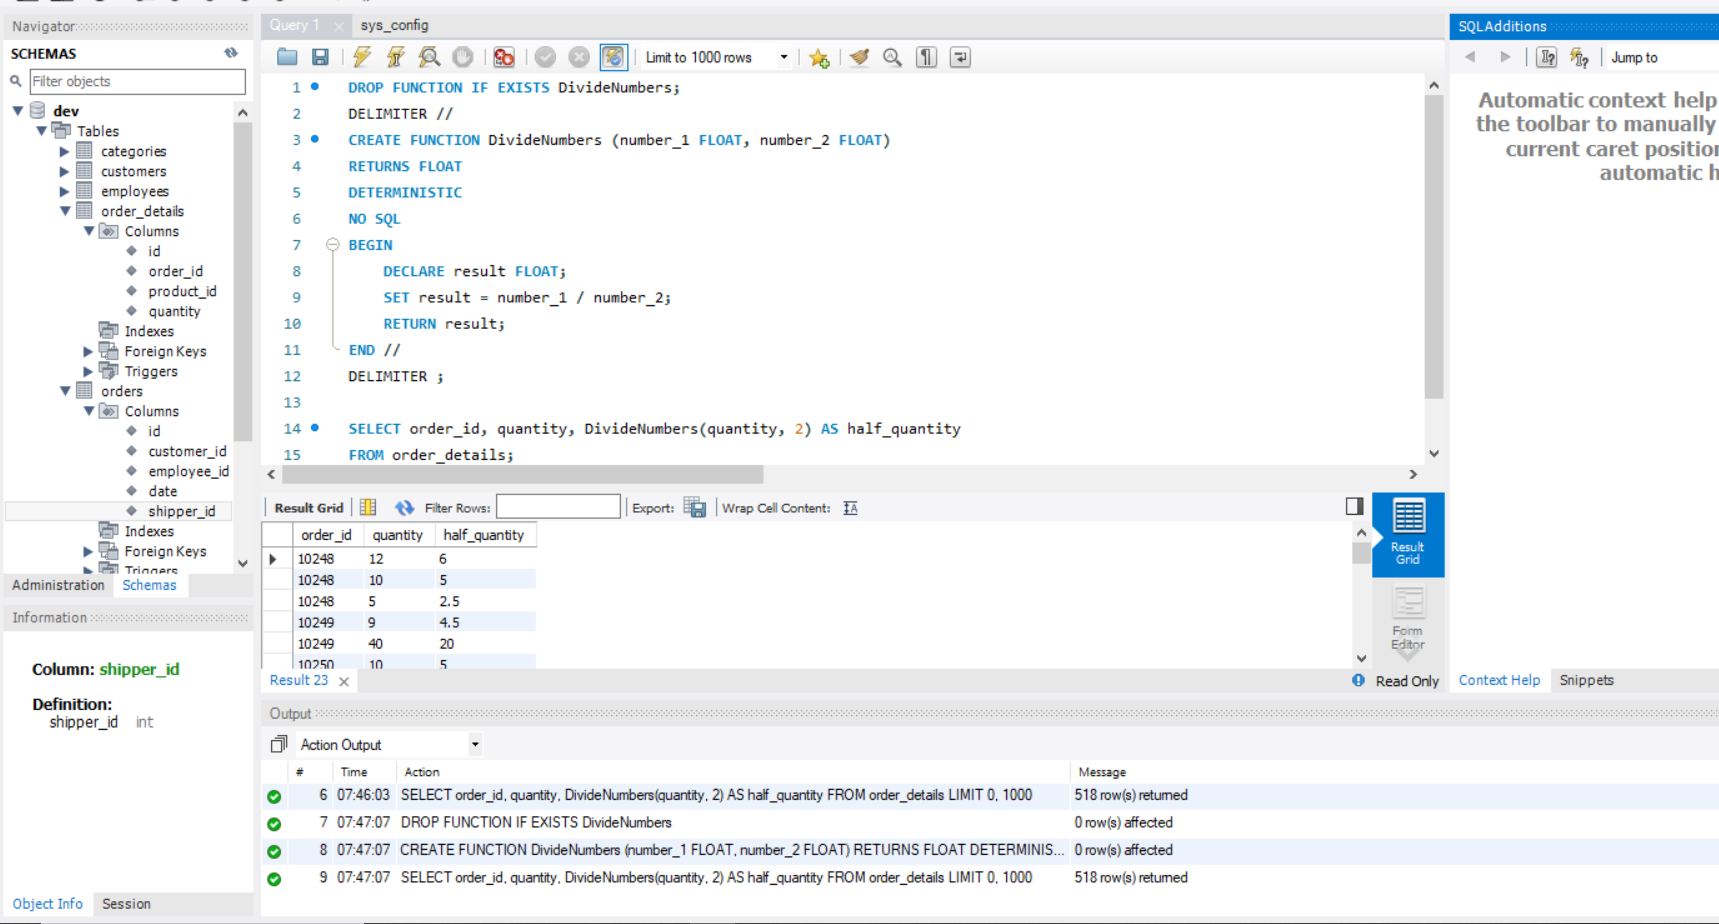 Navigator
SCHEMAS
Filter objects
dev
Tables
categories
customers
employees
order_details
Columns
id
order_id
product_id
quantity
Indexes
Foreign Keys
Triggers
orders
Columns
id
customer_id
employee_id
date
shipper_id
Indexes
Foreign Keys
Triggers
Administration Schemas
Information
Column: shipper_id
Definition:
shipper_id int
Object Info Session
Query 1 sys_config
Limit to 1000 rows
1 DROP FUNCTION IF EXISTS DivideNumbers;
2 DELIMITER //
3 CREATE FUNCTION DivideNumbers (number_1 FLOAT, number_2 FLOAT)
4 RETURNS FLOAT
5 DETERMINISTIC
6 NO SQL
7 BEGIN
8 DECLARE result FLOAT;
9 SET result = number_1 / number_2;
10 RETURN result;
11 END //
12 DELIMITER ;
13
14 SELECT order_id, quantity, DivideNumbers(quantity, 2) AS half_quantity
15 FROM order_details;
Result Grid Filter Rows: Export: Wrap Cell Content:
order_id quantity half_quantity
10248 12 6
10248 10 5
10248 5 2.5
10249 9 4.5
10249 40 20
10250 10 5
Result
Grid
Form
Editor
Result 23 Read Only
SQLAdditions
Jump to
Automatic context help
the toolbar to manually
current caret position
automatic h
Context Help Snippets
Output
Action Output
# Time Action Message
6 07:46:03 SELECT order_id, quantity, DivideNumbers(quantity, 2) AS half_quantity FROM order_details LIMIT 0, 1000 518 row(s) returned
7 07:47:07 DROP FUNCTION IF EXISTS DivideNumbers 0 row(s) affected
8 07:47:07 CREATE FUNCTION DivideNumbers (number_1 FLOAT, number_2 FLOAT) RETURNS FLOAT DETERMINIS... 0 row(s) affected
9 07:47:07 SELECT order_id, quantity, DivideNumbers(quantity, 2) AS half_quantity FROM order_details LIMIT 0, 1000 518 row(s) returned